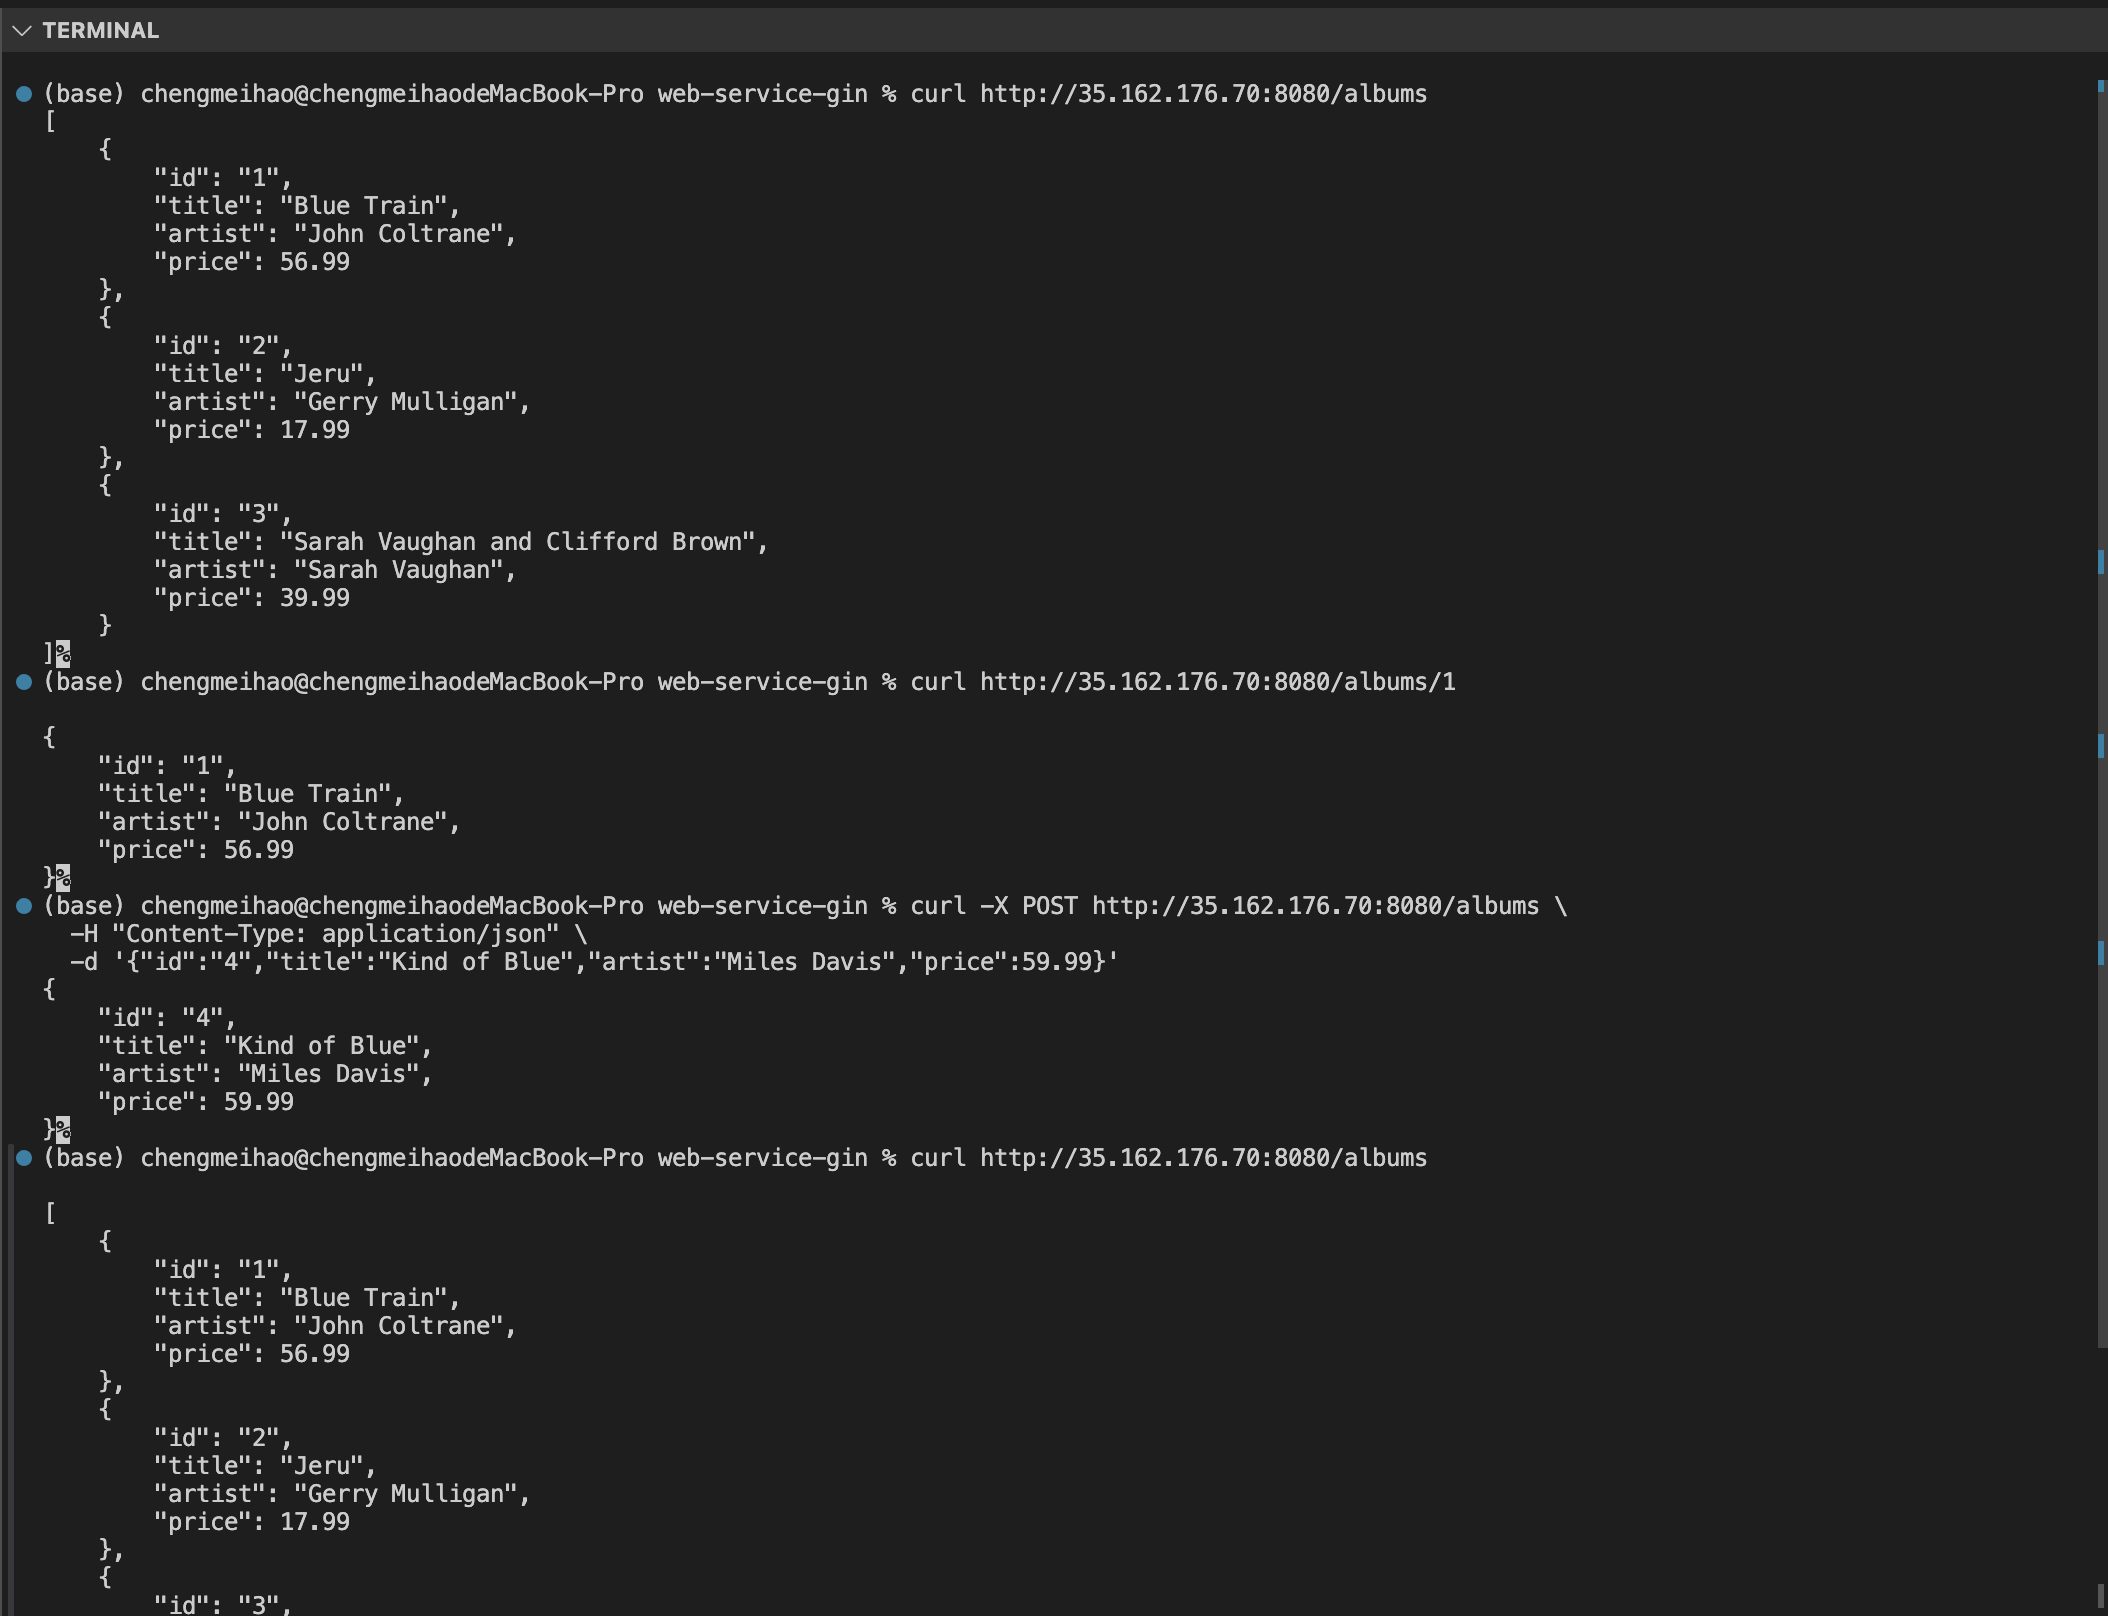 TERMINAL
(base) chengmeihao@chengmeihaodeMacBook-Pro web-service-gin % curl http://35.162.176.70:8080/albums
[
    {
        "id": "1",
        "title": "Blue Train",
        "artist": "John Coltrane",
        "price": 56.99
    },
    {
        "id": "2",
        "title": "Jeru",
        "artist": "Gerry Mulligan",
        "price": 17.99
    },
    {
        "id": "3",
        "title": "Sarah Vaughan and Clifford Brown",
        "artist": "Sarah Vaughan",
        "price": 39.99
    }
]%
(base) chengmeihao@chengmeihaodeMacBook-Pro web-service-gin % curl http://35.162.176.70:8080/albums/1
{
    "id": "1",
    "title": "Blue Train",
    "artist": "John Coltrane",
    "price": 56.99
}%
(base) chengmeihao@chengmeihaodeMacBook-Pro web-service-gin % curl -X POST http://35.162.176.70:8080/albums \
  -H "Content-Type: application/json" \
  -d '{"id":"4","title":"Kind of Blue","artist":"Miles Davis","price":59.99}'
{
    "id": "4",
    "title": "Kind of Blue",
    "artist": "Miles Davis",
    "price": 59.99
}%
(base) chengmeihao@chengmeihaodeMacBook-Pro web-service-gin % curl http://35.162.176.70:8080/albums
[
    {
        "id": "1",
        "title": "Blue Train",
        "artist": "John Coltrane",
        "price": 56.99
    },
    {
        "id": "2",
        "title": "Jeru",
        "artist": "Gerry Mulligan",
        "price": 17.99
    },
    {
        "id": "3",